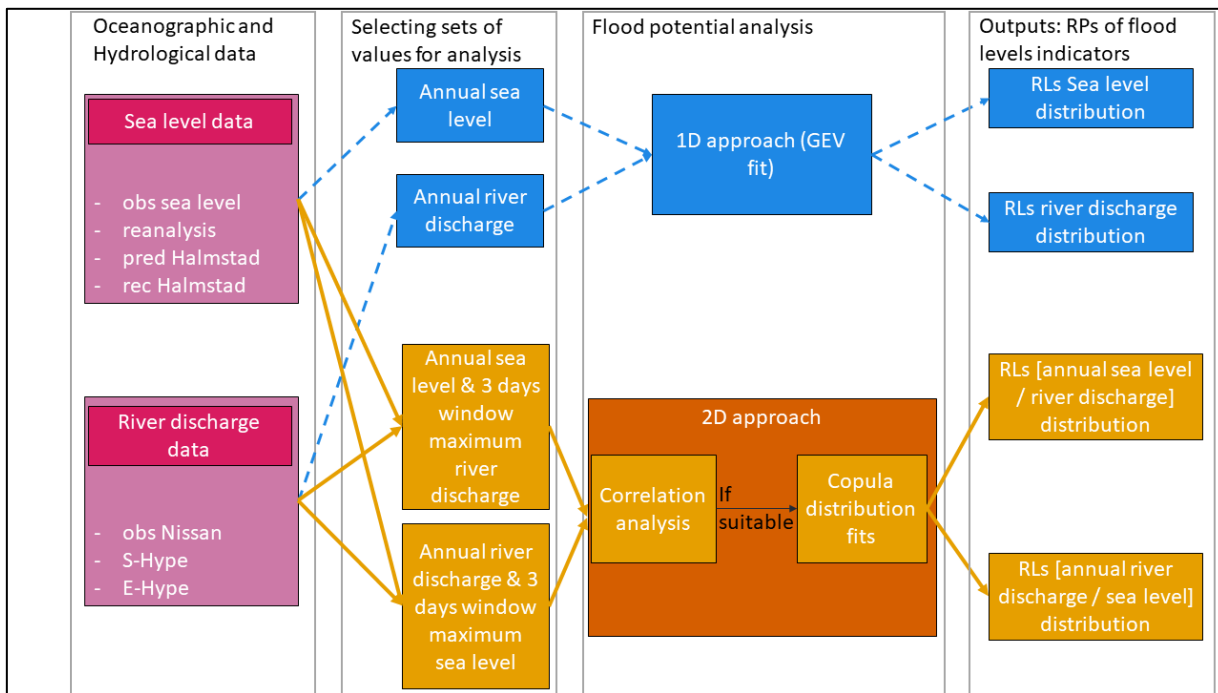 Oceanographic and
Hydrological data
Sea level data
- obs sea level
- reanalysis
- pred Halmstad
- rec Halmstad
River discharge
data
- obs Nissan
- S-Hype
- E-Hype
Selecting sets of
values for analysis
Annual sea
level
Annual river
discharge
Annual sea
level & 3 days
window
maximum
river
discharge
Annual river
discharge & 3
days window
maximum
sea level
Flood potential analysis
1D approach (GEV
fit)
2D approach
Correlation
analysis
If
suitable
Copula
distribution
fits
Outputs: RPs of flood
levels indicators
RLs Sea level
distribution
RLs river discharge
distribution
RLs [annual sea level
/ river discharge]
distribution
RLs [annual river
discharge / sea level]
distribution